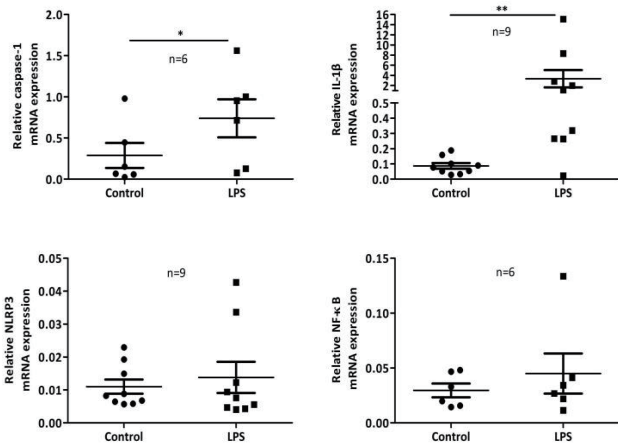 Relative caspase-1
mRNA expression
2.0
1.5
1.0
0.5
0.0
*
n=6
Control
LPS
Relative IL-1β
mRNA expression
16
14
12
10
8
6
4
2
0.5
0.4
0.3
0.2
0.1
0.0
**
n=9
Control
LPS
Relative NLRP3
mRNA expression
0.05
0.04
0.03
0.02
0.01
0.00
n=9
Control
LPS
Relative NF-κ B
mRNA expression
0.15
0.10
0.05
0.00
n=6
Control
LPS